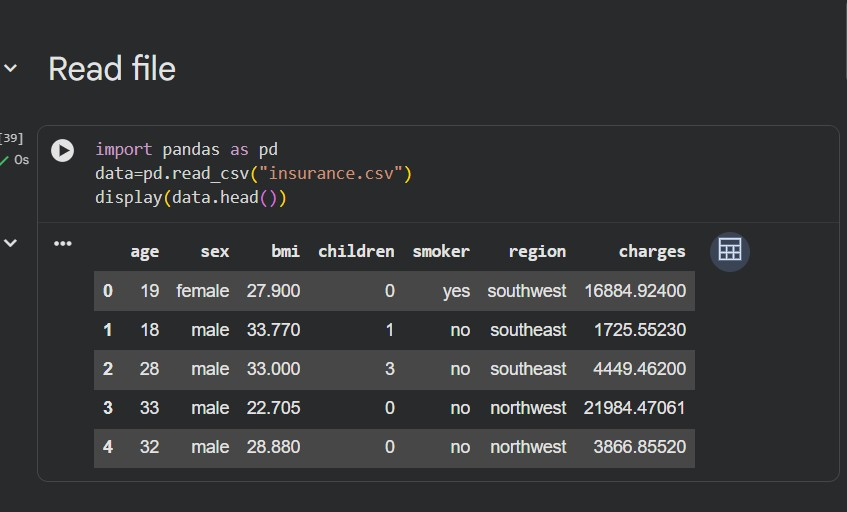 Read file
[39]
0s
import pandas as pd
data=pd.read_csv("insurance.csv")
display(data.head())
age sex bmi children smoker region charges
0 19 female 27.900 0 yes southwest 16884.92400
1 18 male 33.770 1 no southeast 1725.55230
2 28 male 33.000 3 no southeast 4449.46200
3 33 male 22.705 0 no northwest 21984.47061
4 32 male 28.880 0 no northwest 3866.85520